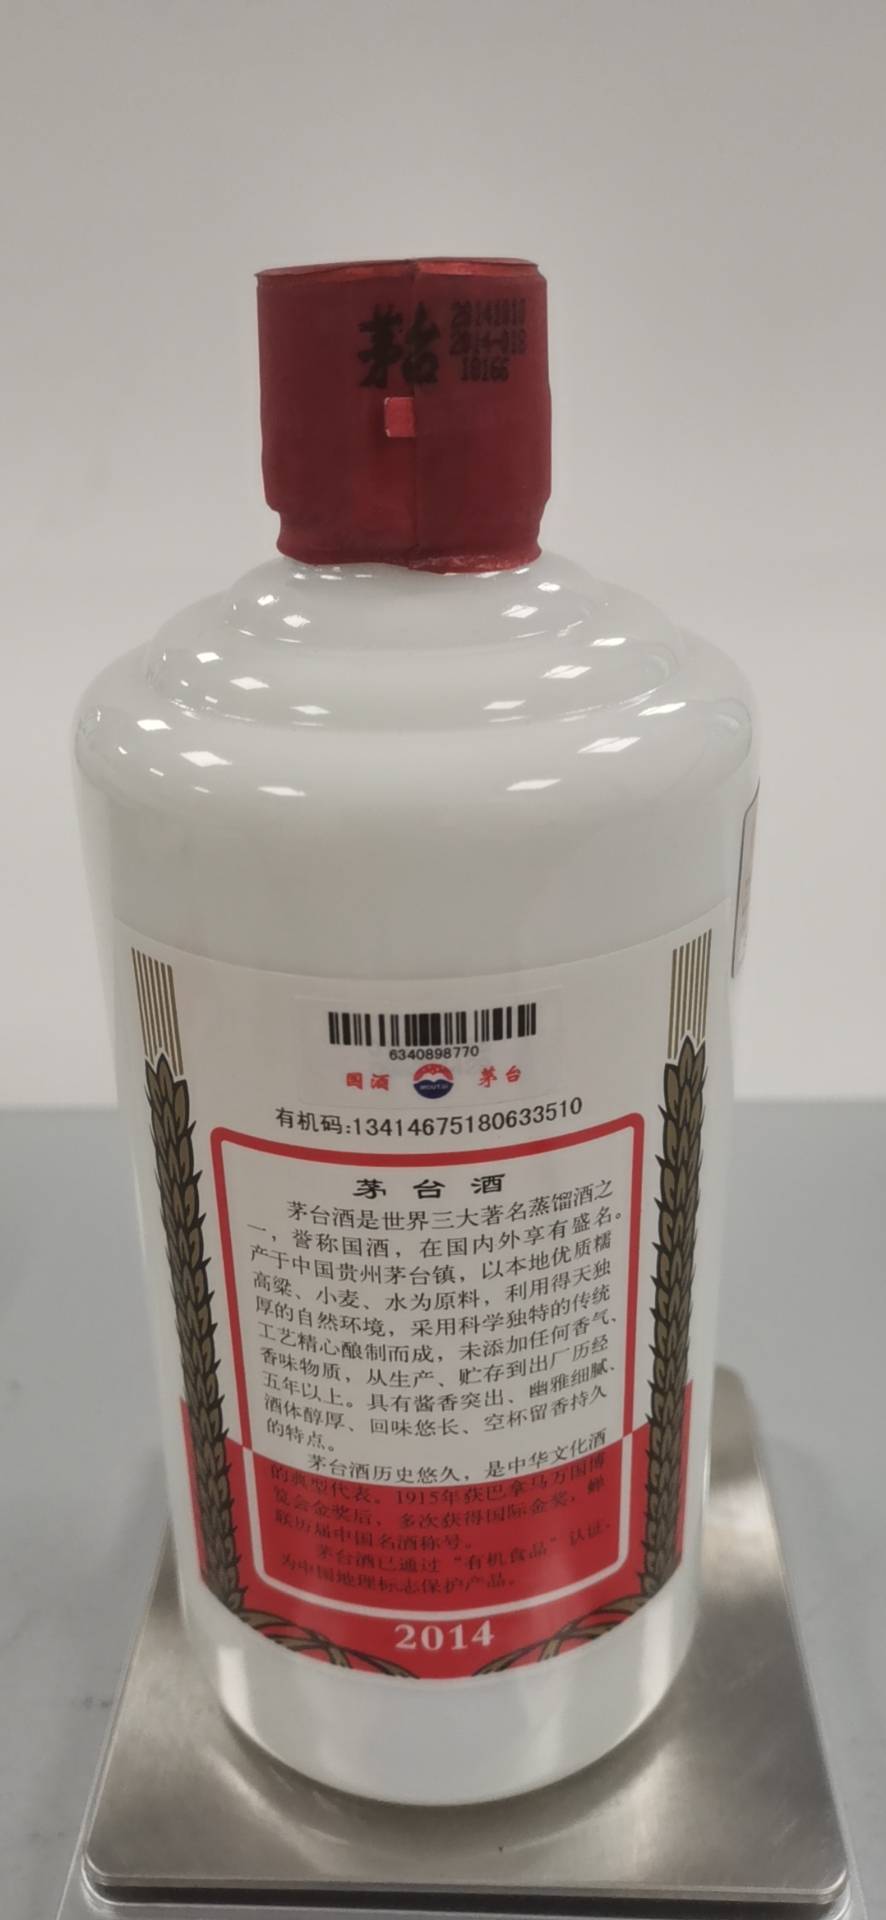 茅台
20141013
2014-018
10166
6340898770
国酒 MOUTAI 茅台
有机码:13414675180633510
茅台酒
茅台酒是世界三大著名蒸馏酒之
一，誉称国酒，在国内外享有盛名。
产于中国贵州茅台镇，以本地优质糯
高粱、小麦、水为原料，利用得天独
厚的自然环境，采用科学独特的传统
工艺精心酿制而成，未添加任何香气、
香味物质，从生产、贮存到出厂历经
五年以上。具有酱香突出、幽雅细腻、
酒体醇厚、回味悠长、空杯留香持久
的特点。
茅台酒历史悠久，是中华文化酒
的典型代表。1915年获巴拿马万国博
览会金奖后，多次获得国际金奖，蝉
联历届中国名酒称号。
茅台酒已通过“有机食品”认证，
为中国地理标志保护产品。
2014